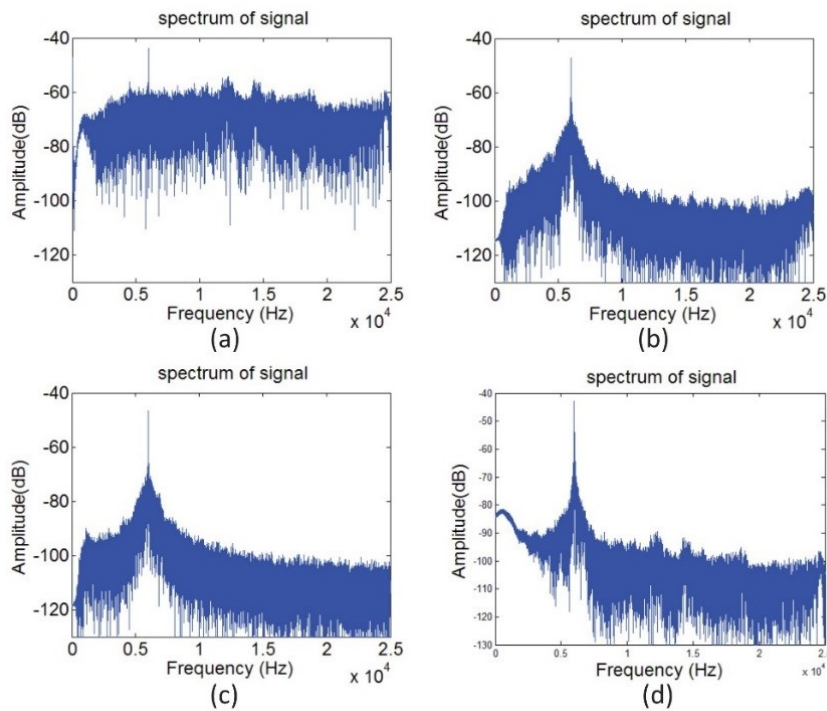 spectrum of signal
-40
-60
-80
-100
-120
Amplitude(dB)
0 0.5 1 1.5 2 2.5
Frequency (Hz)
x 10^4
(a)
spectrum of signal
-40
-60
-80
-100
-120
Amplitude(dB)
0 0.5 1 1.5 2 2.5
Frequency (Hz)
x 10^4
(b)
spectrum of signal
-40
-60
-80
-100
-120
Amplitude(dB)
0 0.5 1 1.5 2 2.5
Frequency (Hz)
x 10^4
(c)
spectrum of signal
-40
-50
-60
-70
-80
-90
-100
-110
-120
-130
Amplitude(dB)
0 0.5 1 1.5 2 2.5
Frequency (Hz)
x 10^4
(d)